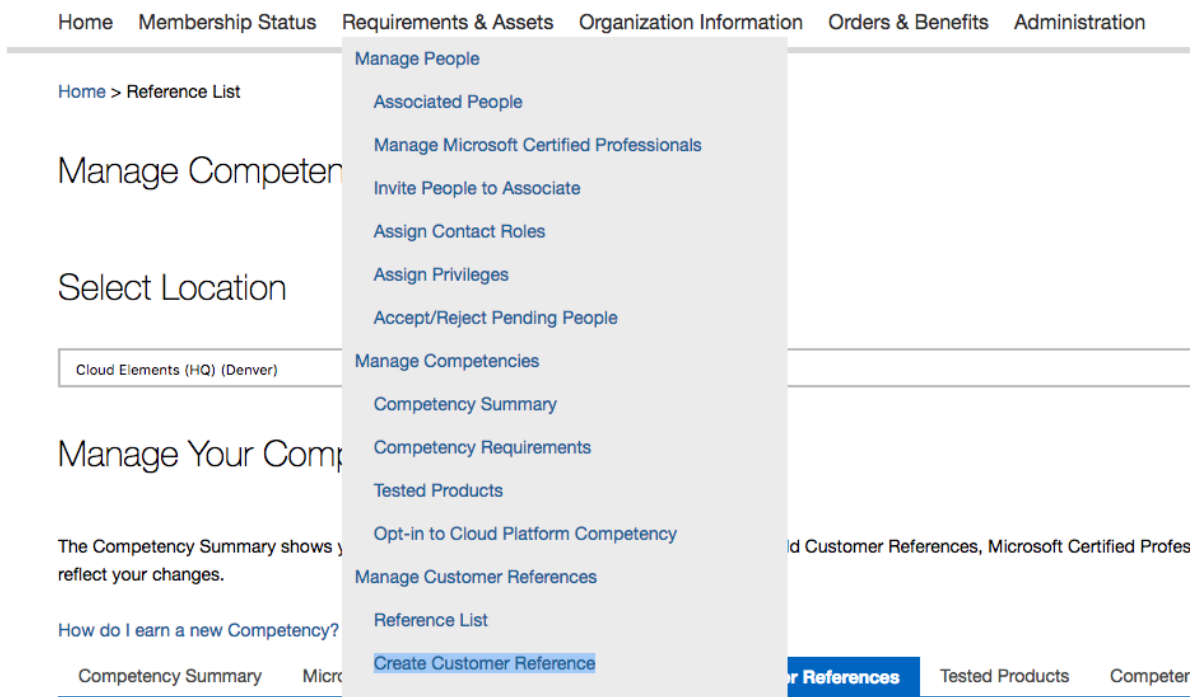 Home Membership Status Requirements & Assets Organization Information Orders & Benefits Administration
Manage People
Home > Reference List
Associated People
Manage Microsoft Certified Professionals
Manage
Invite People to Associate
Assign Contact Roles
Select Location
Assign Privileges
Accept/Reject Pending People
Manage Competencies
Cloud Elements (HQ) (Denver)
Competency Summary
Manage Your
Competency Requirements
Tested Products
Opt-in to Cloud Platform Competency
The Competency Summary shows Customer References, Microsoft Certified
reflect your changes.
Manage Customer References
Reference List
How do I earn a new Competency?
Create Customer Reference
Competency Summary References Tested Products